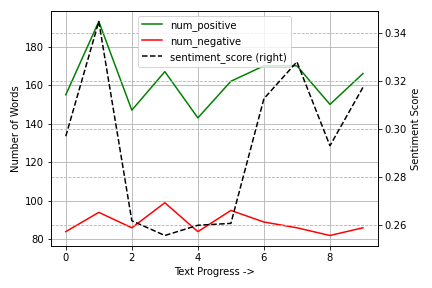 num_positive
num_negative
sentiment_score (right)
Number of Words
180
160
140
120
100
80
0.34
0.32
0.30
0.28
0.26
Sentiment Score
0 2 4 6 8
Text Progress ->